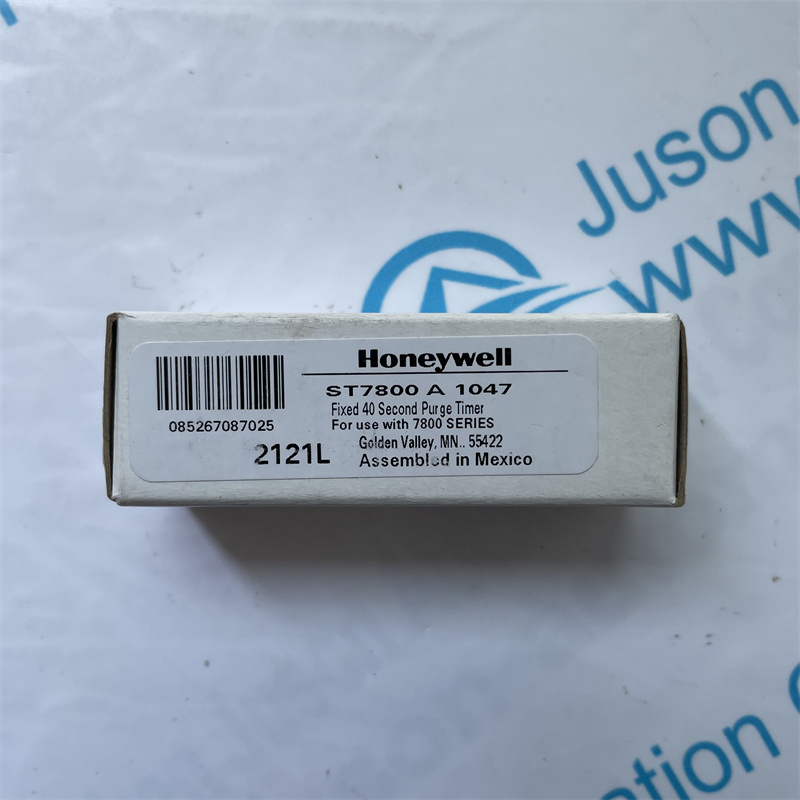 Juson
www
Honeywell
ST7800 A 1047
Fixed 40 Second Purge Timer
For use with 7800 SERIES
085267087025
Golden Valley, MN.. 55422
2121L
Assembled in Mexico